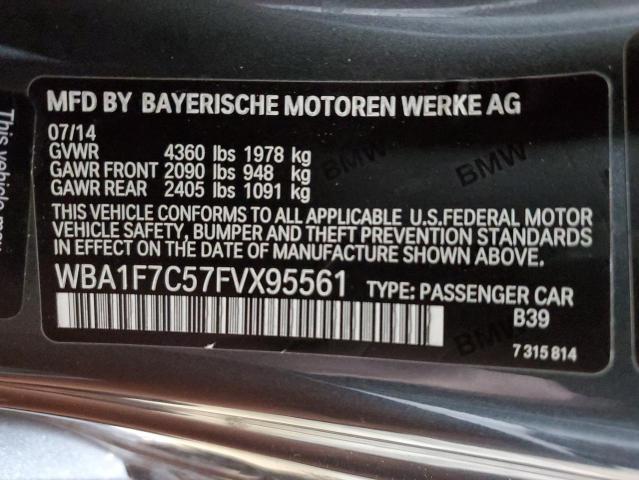 MFD BY BAYERISCHE MOTOREN WERKE AG
07/14
GVWR 4360 lbs 1978 kg
GAWR FRONT 2090 lbs 948 kg
GAWR REAR 2405 lbs 1091 kg
THIS VEHICLE CONFORMS TO ALL APPLICABLE U.S.FEDERAL MOTOR
VEHICLE SAFETY, BUMPER AND THEFT PREVENTION STANDARDS
IN EFFECT ON THE DATE OF MANUFACTURE SHOWN ABOVE.
WBA1F7C57FVX95561 TYPE: PASSENGER CAR
B39
7 315 814
BMW
BMW
BMW
BMW
This vehicle